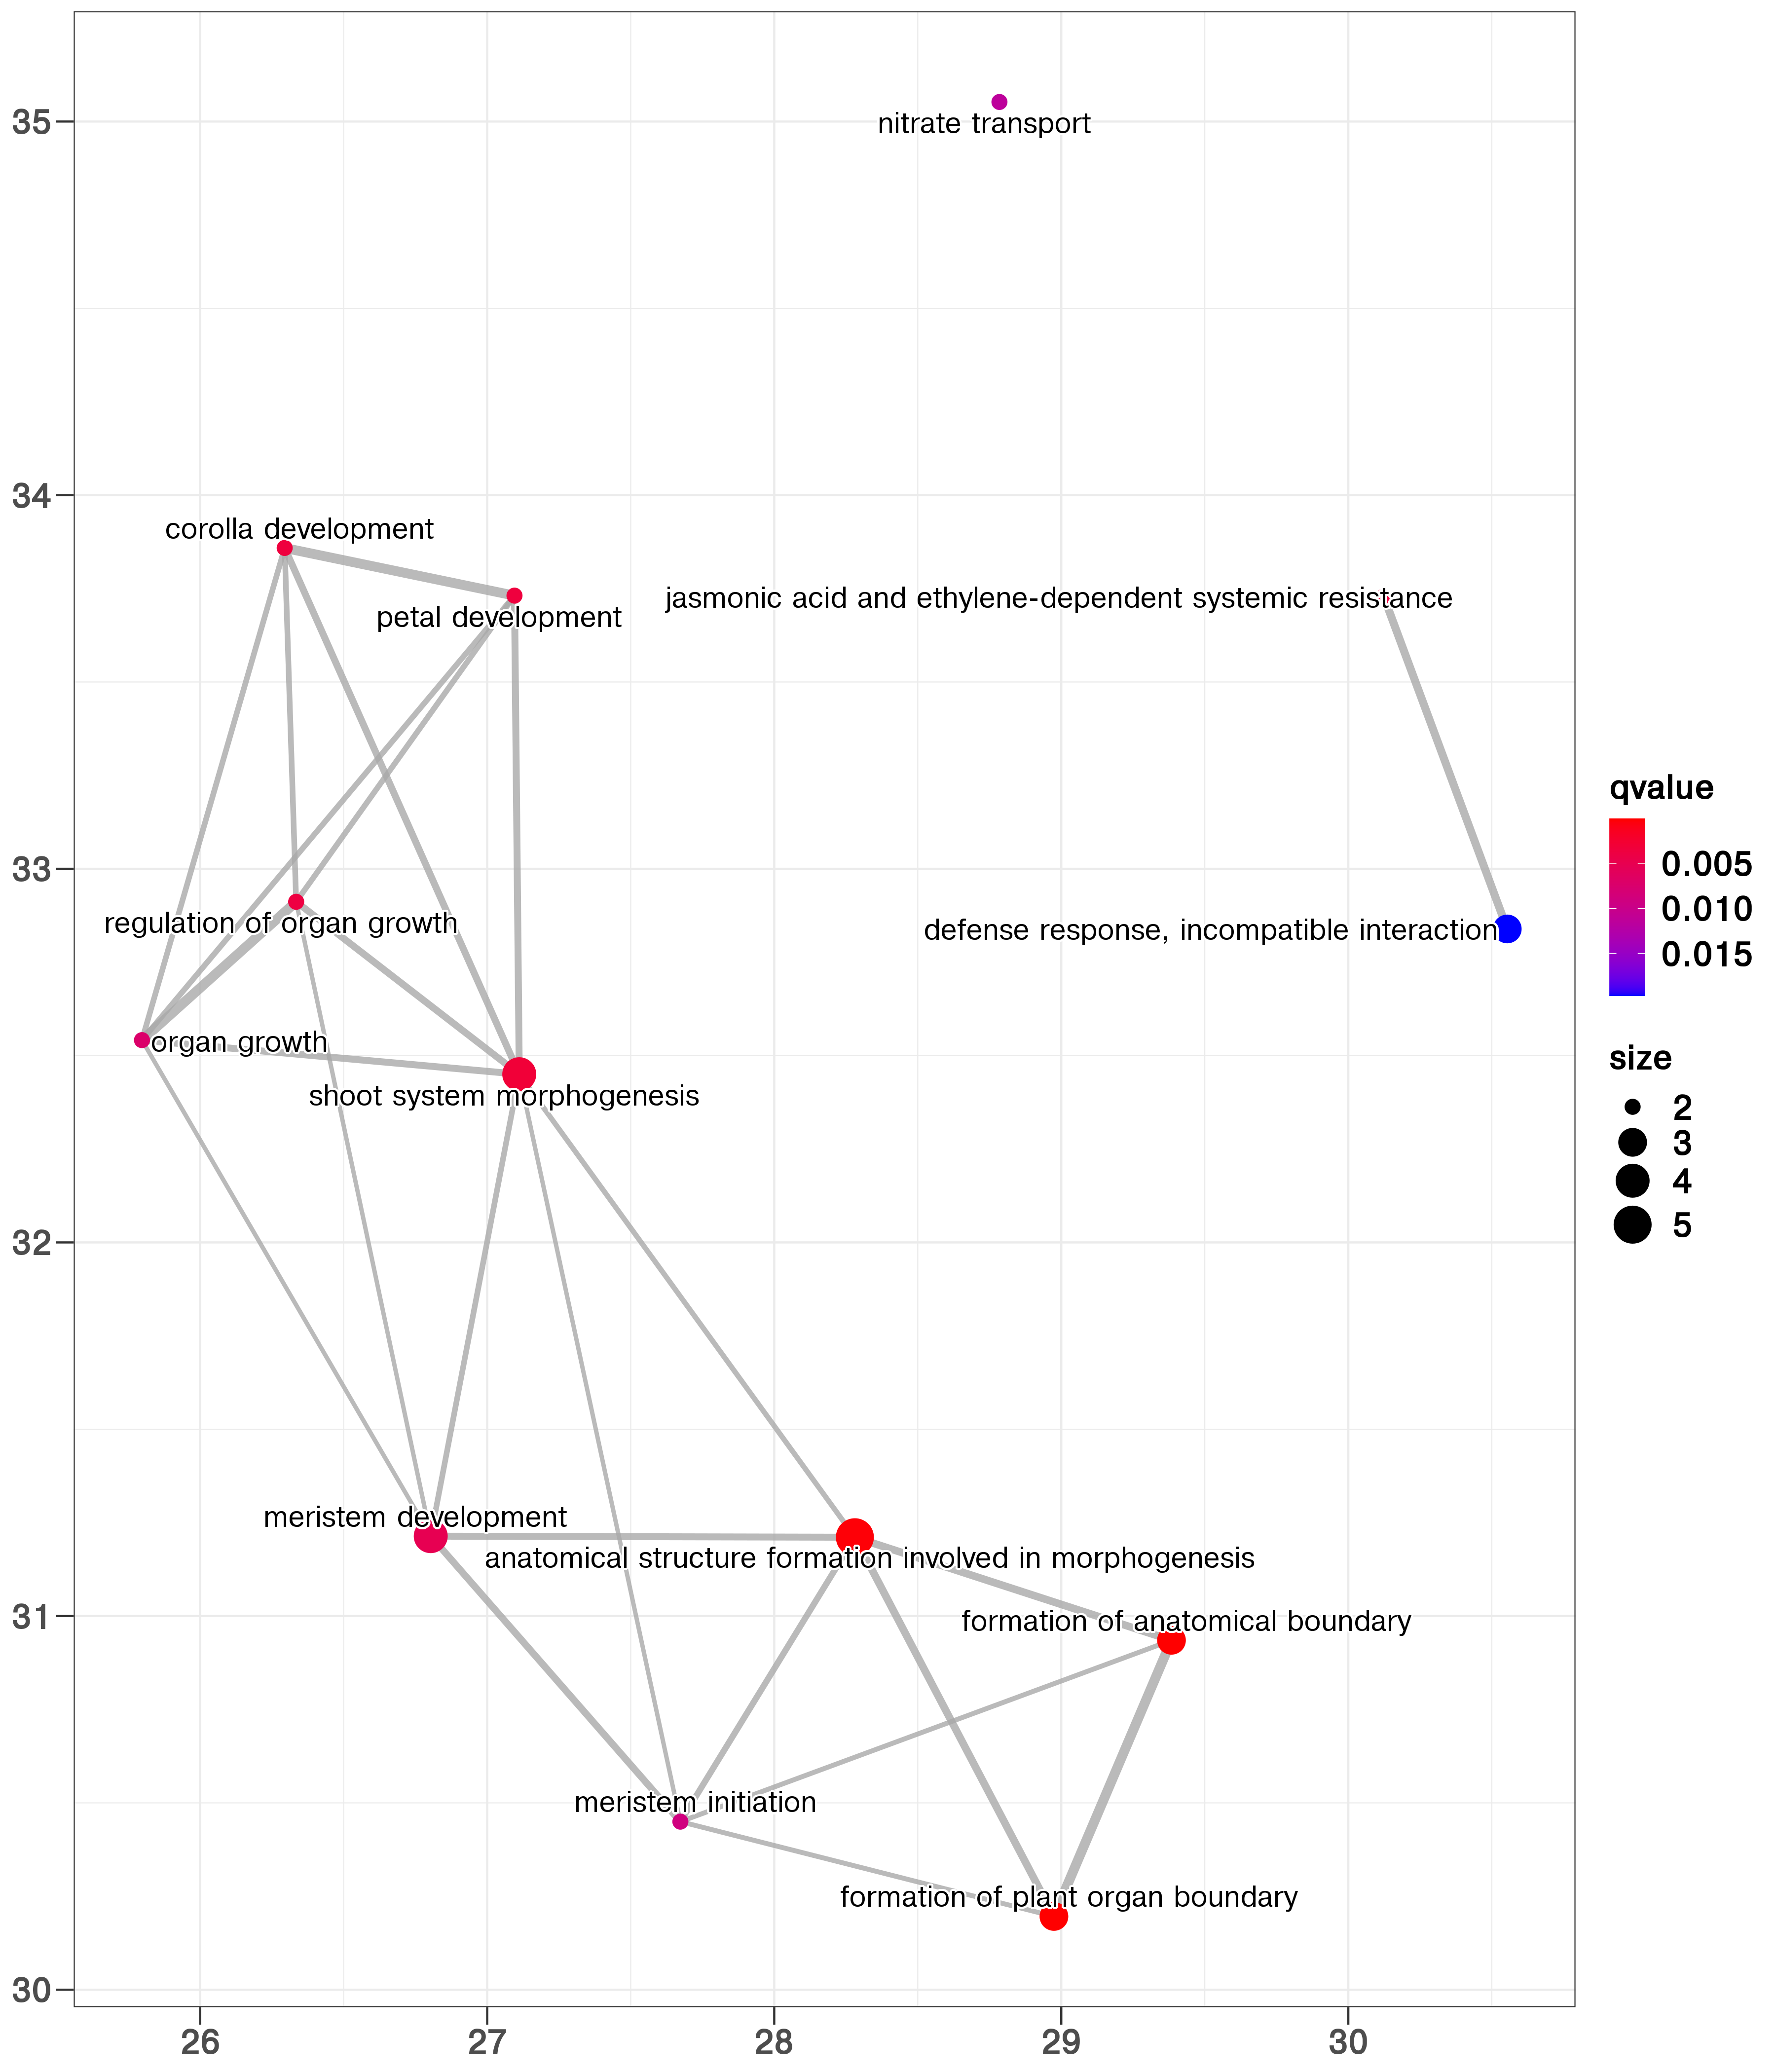 35
nitrate transport
34
corolla development
petal development
jasmonic acid and ethylene-dependent systemic resistance
33
regulation of organ growth
defense response, incompatible interaction
organ growth
shoot system morphogenesis
32
meristem development
anatomical structure formation involved in morphogenesis
31
formation of anatomical boundary
meristem initiation
formation of plant organ boundary
30
26 27 28 29 30
qvalue
0.005
0.010
0.015
size
2
3
4
5